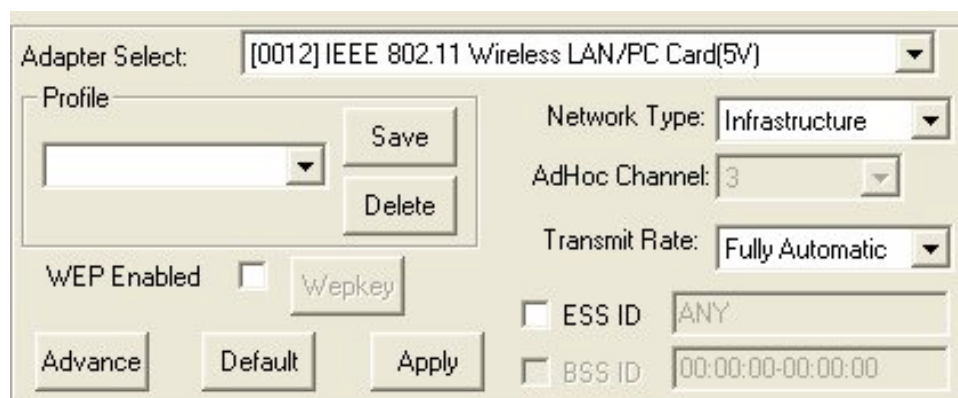 Adapter Select: [0012] IEEE 802.11 Wireless LAN/PC Card(5V)
Profile
Save
Delete
Network Type: Infrastructure
AdHoc Channel: 3
Transmit Rate: Fully Automatic
WEP Enabled Wepkey
ESS ID ANY
BSS ID 00:00:00-00:00:00
Advance Default Apply